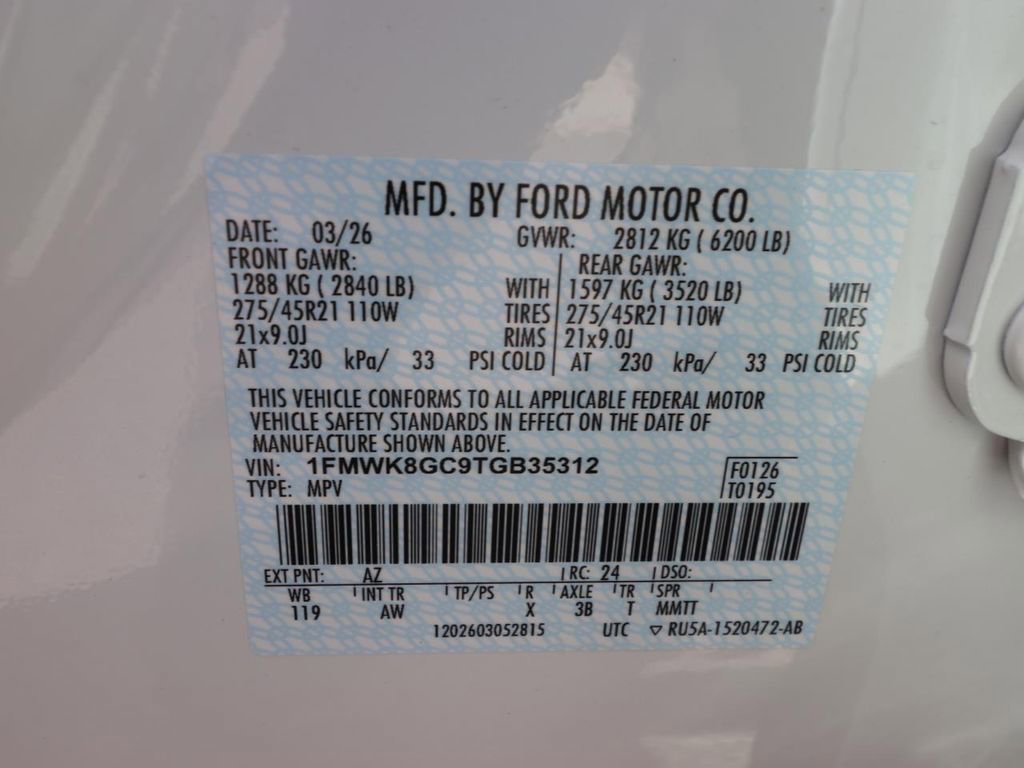 MFD. BY FORD MOTOR CO.
DATE: 03/26 GVWR: 2812 KG ( 6200 LB)
FRONT GAWR: REAR GAWR:
1288 KG ( 2840 LB) WITH 1597 KG ( 3520 LB) WITH
275/45R21 110W TIRES 275/45R21 110W TIRES
21x9.0J RIMS 21x9.0J RIMS
AT 230 kPa/ 33 PSI COLD AT 230 kPa/ 33 PSI COLD
THIS VEHICLE CONFORMS TO ALL APPLICABLE FEDERAL MOTOR
VEHICLE SAFETY STANDARDS IN EFFECT ON THE DATE OF
MANUFACTURE SHOWN ABOVE.
VIN: 1FMWK8GC9TGB35312 F0126
TYPE: MPV T0195
EXT PNT: AZ RC: 24 DSO:
WB INT TR TP/PS R AXLE TR SPR
119 AW X 3B T MMTT
1202603052815 UTC ▽ RU5A-1520472-AB